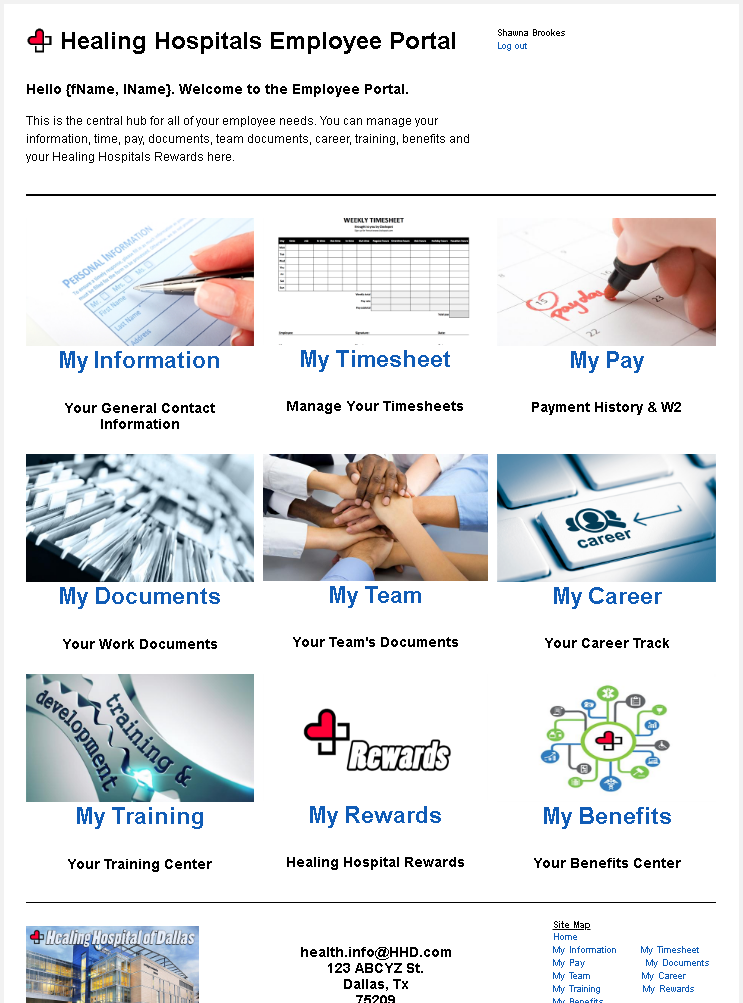 Healing Hospitals Employee Portal
Shawna Brookes
Log out
Hello {fName, lName}. Welcome to the Employee Portal.
This is the central hub for all of your employee needs. You can manage your
information, time, pay, documents, team documents, career, training, benefits and
your Healing Hospitals Rewards here.
PERSONAL INFORMATION
Mr.
Mrs.
First Name
Last Name
Address
WEEKLY TIMESHEET
payday
22
23
My Information
My Timesheet
My Pay
Your General Contact
Information
Manage Your Timesheets
Payment History & W2
career
My Documents
My Team
My Career
Your Work Documents
Your Team's Documents
Your Career Track
training &
development
Rewards
My Training
My Rewards
My Benefits
Your Training Center
Healing Hospital Rewards
Your Benefits Center
Healing Hospital of Dallas
health.info@HHD.com
123 ABCYZ St.
Dallas, Tx
75209
Site Map
Home
My Information My Timesheet
My Pay My Documents
My Team My Career
My Training My Rewards
My Benefits